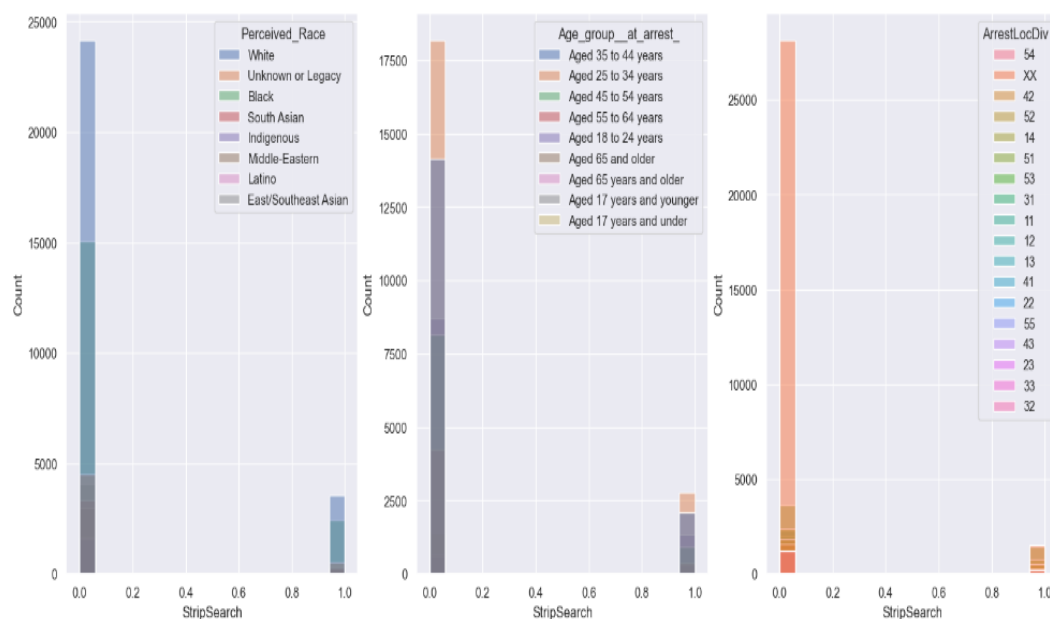 25000
20000
15000
10000
5000
0
Count
0.0 0.2 0.4 0.6 0.8 1.0
StripSearch
Perceived_Race
White
Unknown or Legacy
Black
South Asian
Indigenous
Middle-Eastern
Latino
East/Southeast Asian
17500
15000
12500
10000
7500
5000
2500
0
Count
0.0 0.2 0.4 0.6 0.8 1.0
StripSearch
Age_group__at_arrest_
Aged 35 to 44 years
Aged 25 to 34 years
Aged 45 to 54 years
Aged 55 to 64 years
Aged 18 to 24 years
Aged 65 and older
Aged 65 years and older
Aged 17 years and younger
Aged 17 years and under
25000
20000
15000
10000
5000
0
Count
0.0 0.2 0.4 0.6 0.8 1.0
StripSearch
ArrestLocDiv
54
XX
42
52
14
51
53
31
11
12
13
41
22
55
43
23
33
32